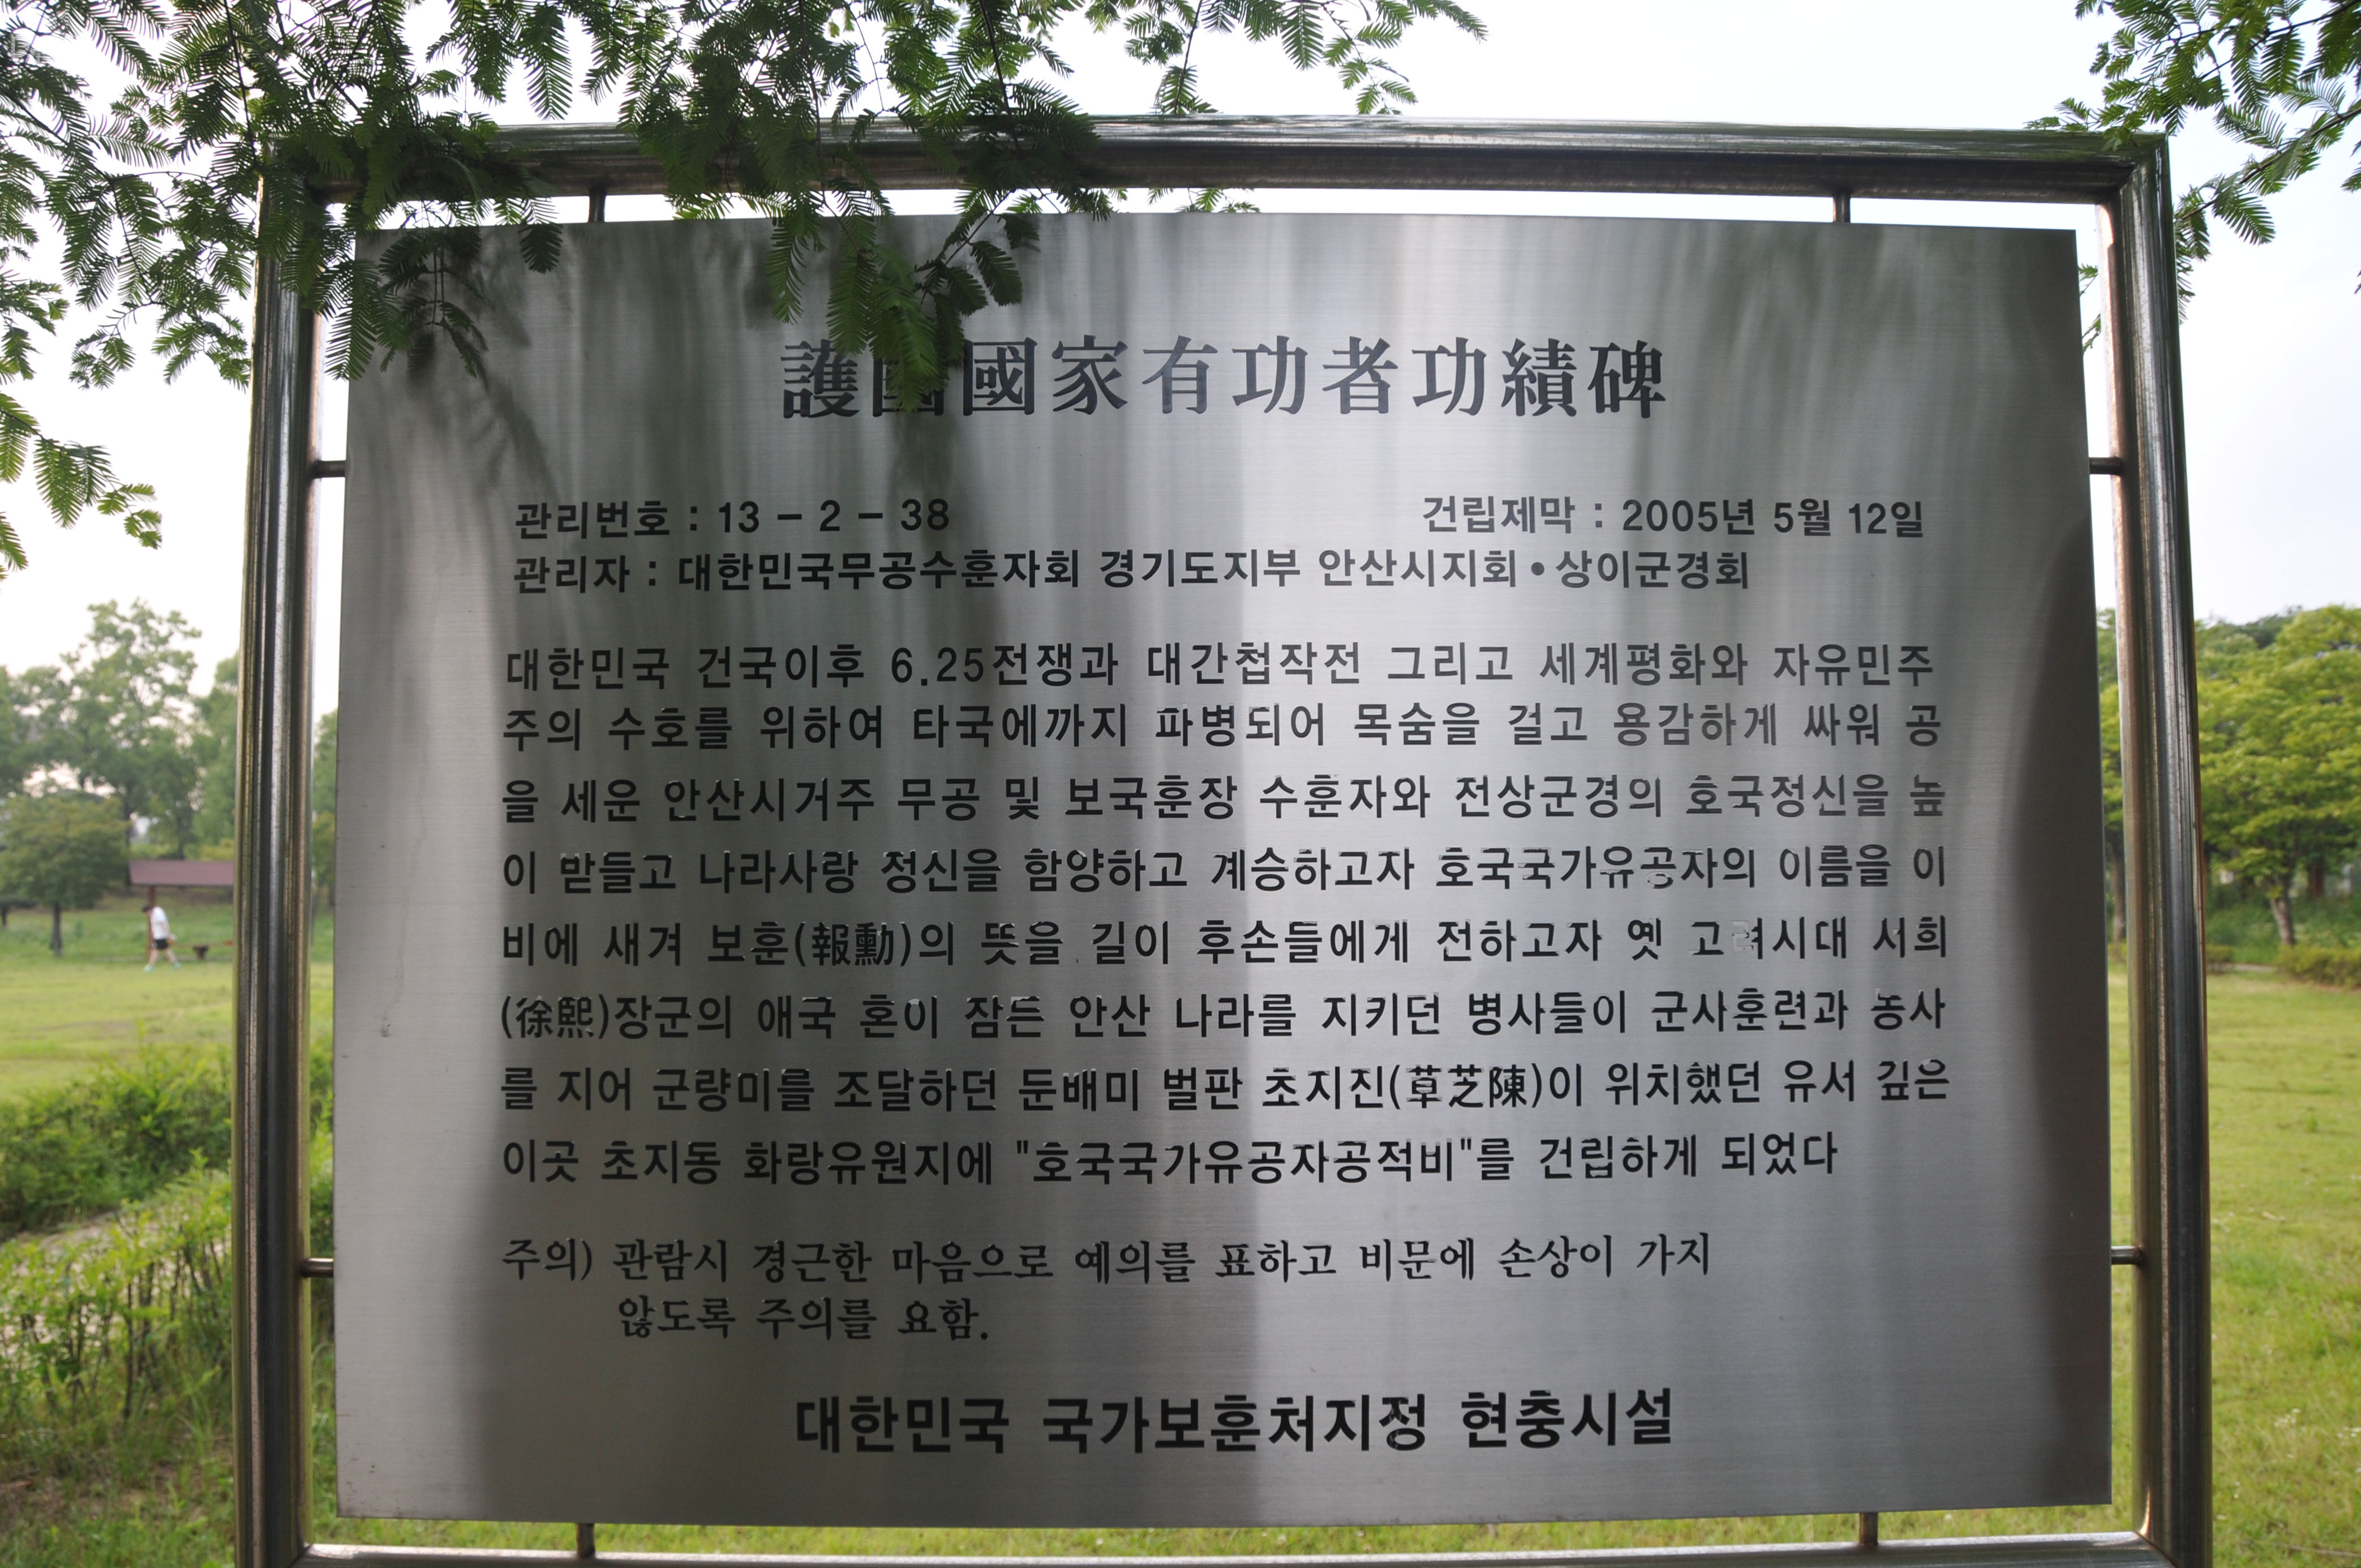 護國國家有功者功績碑
관리번호 : 13 - 2 - 38 건립제막 : 2005년 5월 12일
관리자 : 대한민국무공수훈자회 경기도지부 안산시지회•상이군경회
대한민국 건국이후 6.25전쟁과 대간첩작전 그리고 세계평화와 자유민주
주의 수호를 위하여 타국에까지 파병되어 목숨을 걸고 용감하게 싸워 공
을 세운 안산시거주 무공 및 보국훈장 수훈자와 전상군경의 호국정신을 높
이 받들고 나라사랑 정신을 함양하고 계승하고자 호국국가유공자의 이름을 이
비에 새겨 보훈(報勳)의 뜻을 길이 후손들에게 전하고자 옛 고려시대 서희
(徐熙)장군의 애국 혼이 잠든 안산 나라를 지키던 병사들이 군사훈련과 농사
를 지어 군량미를 조달하던 둔배미 벌판 초지진(草芝陳)이 위치했던 유서 깊은
이곳 초지동 화랑유원지에 "호국국가유공자공적비"를 건립하게 되었다
주의) 관람시 경근한 마음으로 예의를 표하고 비문에 손상이 가지
않도록 주의를 요함.
대한민국 국가보훈처지정 현충시설